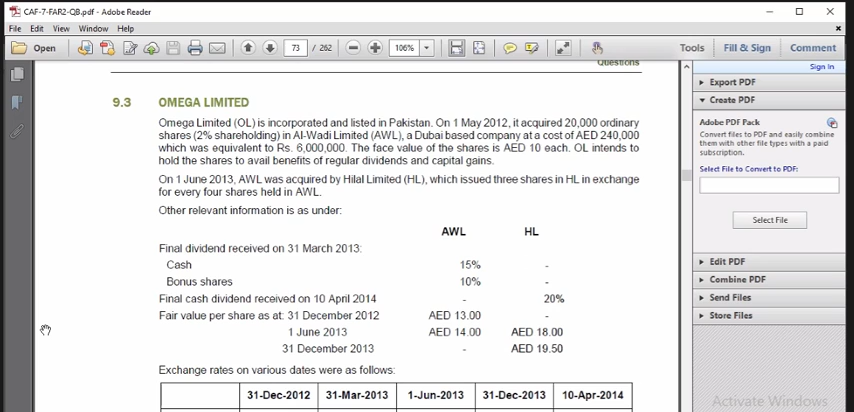 CAF-7-FAR2-QB.pdf - Adobe Reader
File Edit View Window Help
Open 73 / 262 106% Tools Fill & Sign Comment
Questions
Sign In
Export PDF
Create PDF
Adobe PDF Pack
Convert files to PDF and easily combine
them with other file types with a paid
subscription.
Select File to Convert to PDF:
Select File
Edit PDF
Combine PDF
Send Files
Store Files
9.3 OMEGA LIMITED
Omega Limited (OL) is incorporated and listed in Pakistan. On 1 May 2012, it acquired 20,000 ordinary
shares (2% shareholding) in Al-Wadi Limited (AWL), a Dubai based company at a cost of AED 240,000
which was equivalent to Rs. 6,000,000. The face value of the shares is AED 10 each. OL intends to
hold the shares to avail benefits of regular dividends and capital gains.
On 1 June 2013, AWL was acquired by Hilal Limited (HL), which issued three shares in HL in exchange
for every four shares held in AWL.
Other relevant information is as under:
AWL HL
Final dividend received on 31 March 2013:
Cash 15% -
Bonus shares 10% -
Final cash dividend received on 10 April 2014 - 20%
Fair value per share as at: 31 December 2012 AED 13.00 -
1 June 2013 AED 14.00 AED 18.00
31 December 2013 - AED 19.50
Exchange rates on various dates were as follows:
31-Dec-2012 31-Mar-2013 1-Jun-2013 31-Dec-2013 10-Apr-2014
Activate Windows